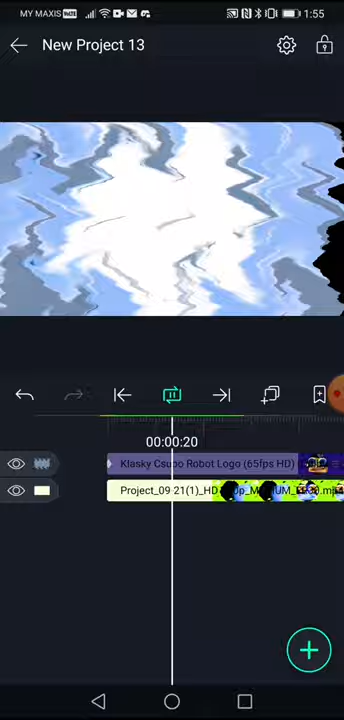 MY MAXIS VoLTE 1:55
New Project 13
00:00:20
Klasky Csupo Robot Logo (65fps HD)
Project_09 21(1)_HD